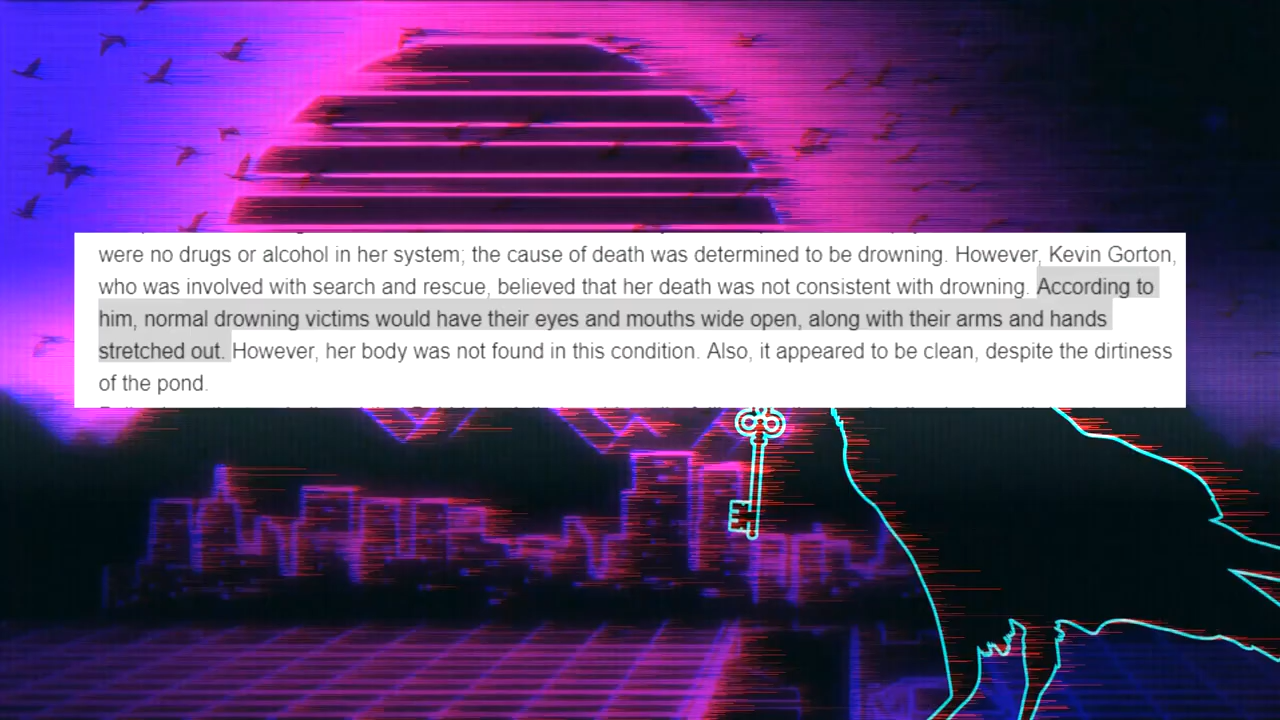 were no drugs or alcohol in her system; the cause of death was determined to be drowning. However, Kevin Gorton,
who was involved with search and rescue, believed that her death was not consistent with drowning. According to
him, normal drowning victims would have their eyes and mouths wide open, along with their arms and hands
stretched out. However, her body was not found in this condition. Also, it appeared to be clean, despite the dirtiness
of the pond.